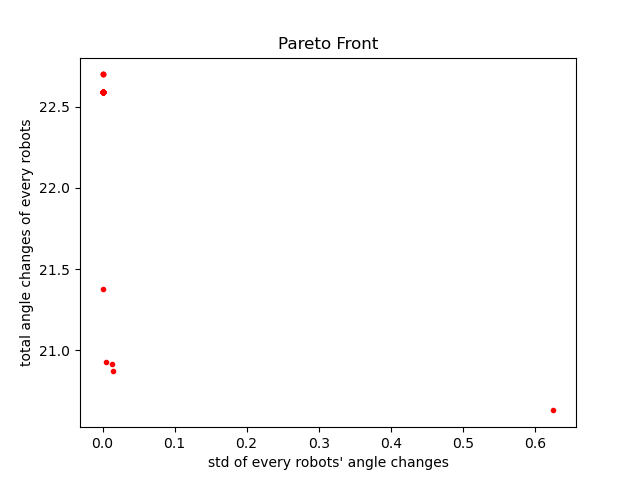 Pareto Front
total angle changes of every robots
22.5
22.0
21.5
21.0
0.0 0.1 0.2 0.3 0.4 0.5 0.6
std of every robots' angle changes